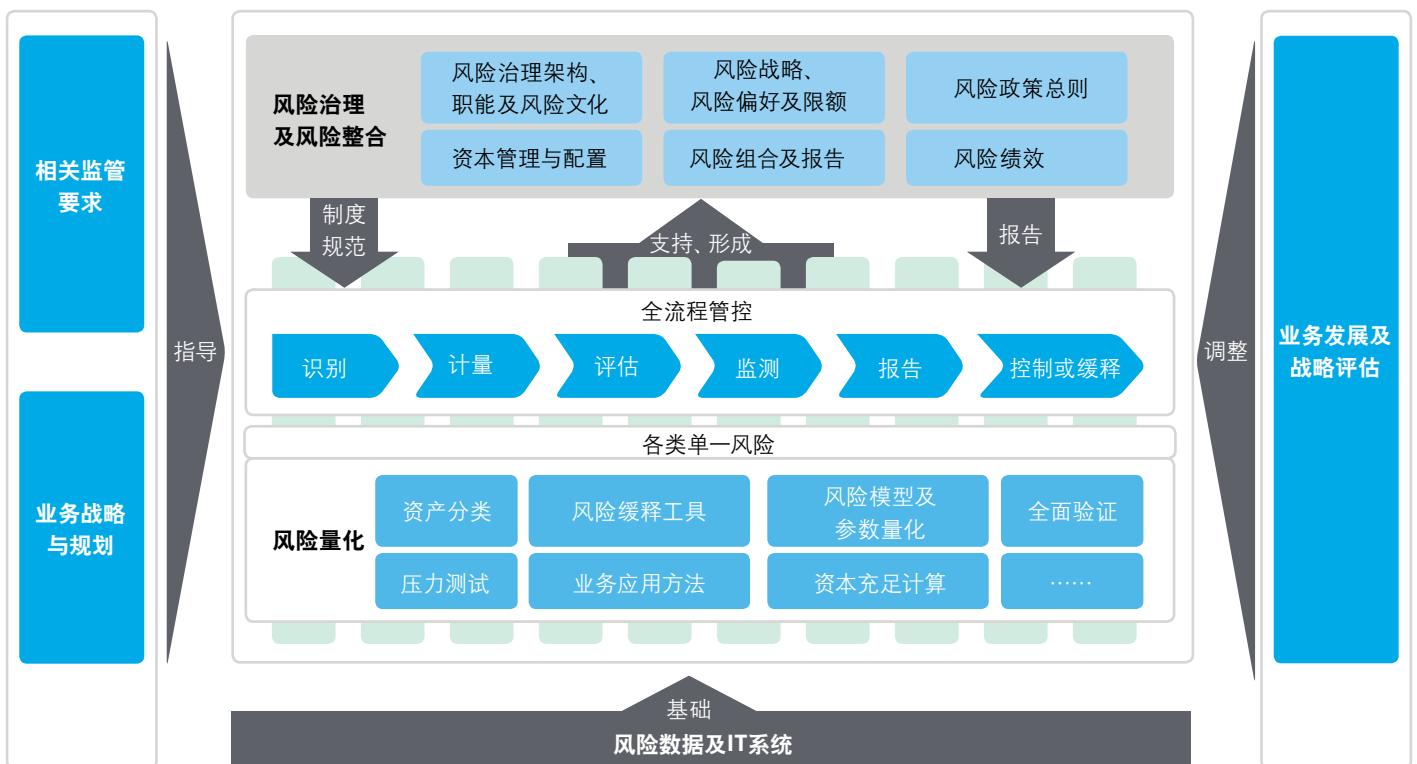 相关监管
要求
业务战略
与规划
指导
风险治理
及风险整合
风险治理架构、
职能及风险文化
风险战略、
风险偏好及限额
风险政策总则
资本管理与配置
风险组合及报告
风险绩效
制度
规范
支持、形成
报告
全流程管控
识别
计量
评估
监测
报告
控制或缓释
各类单一风险
风险量化
资产分类
风险缓释工具
风险模型及
参数量化
全面验证
压力测试
业务应用方法
资本充足计算
……
基础
风险数据及IT系统
调整
业务发展及
战略评估